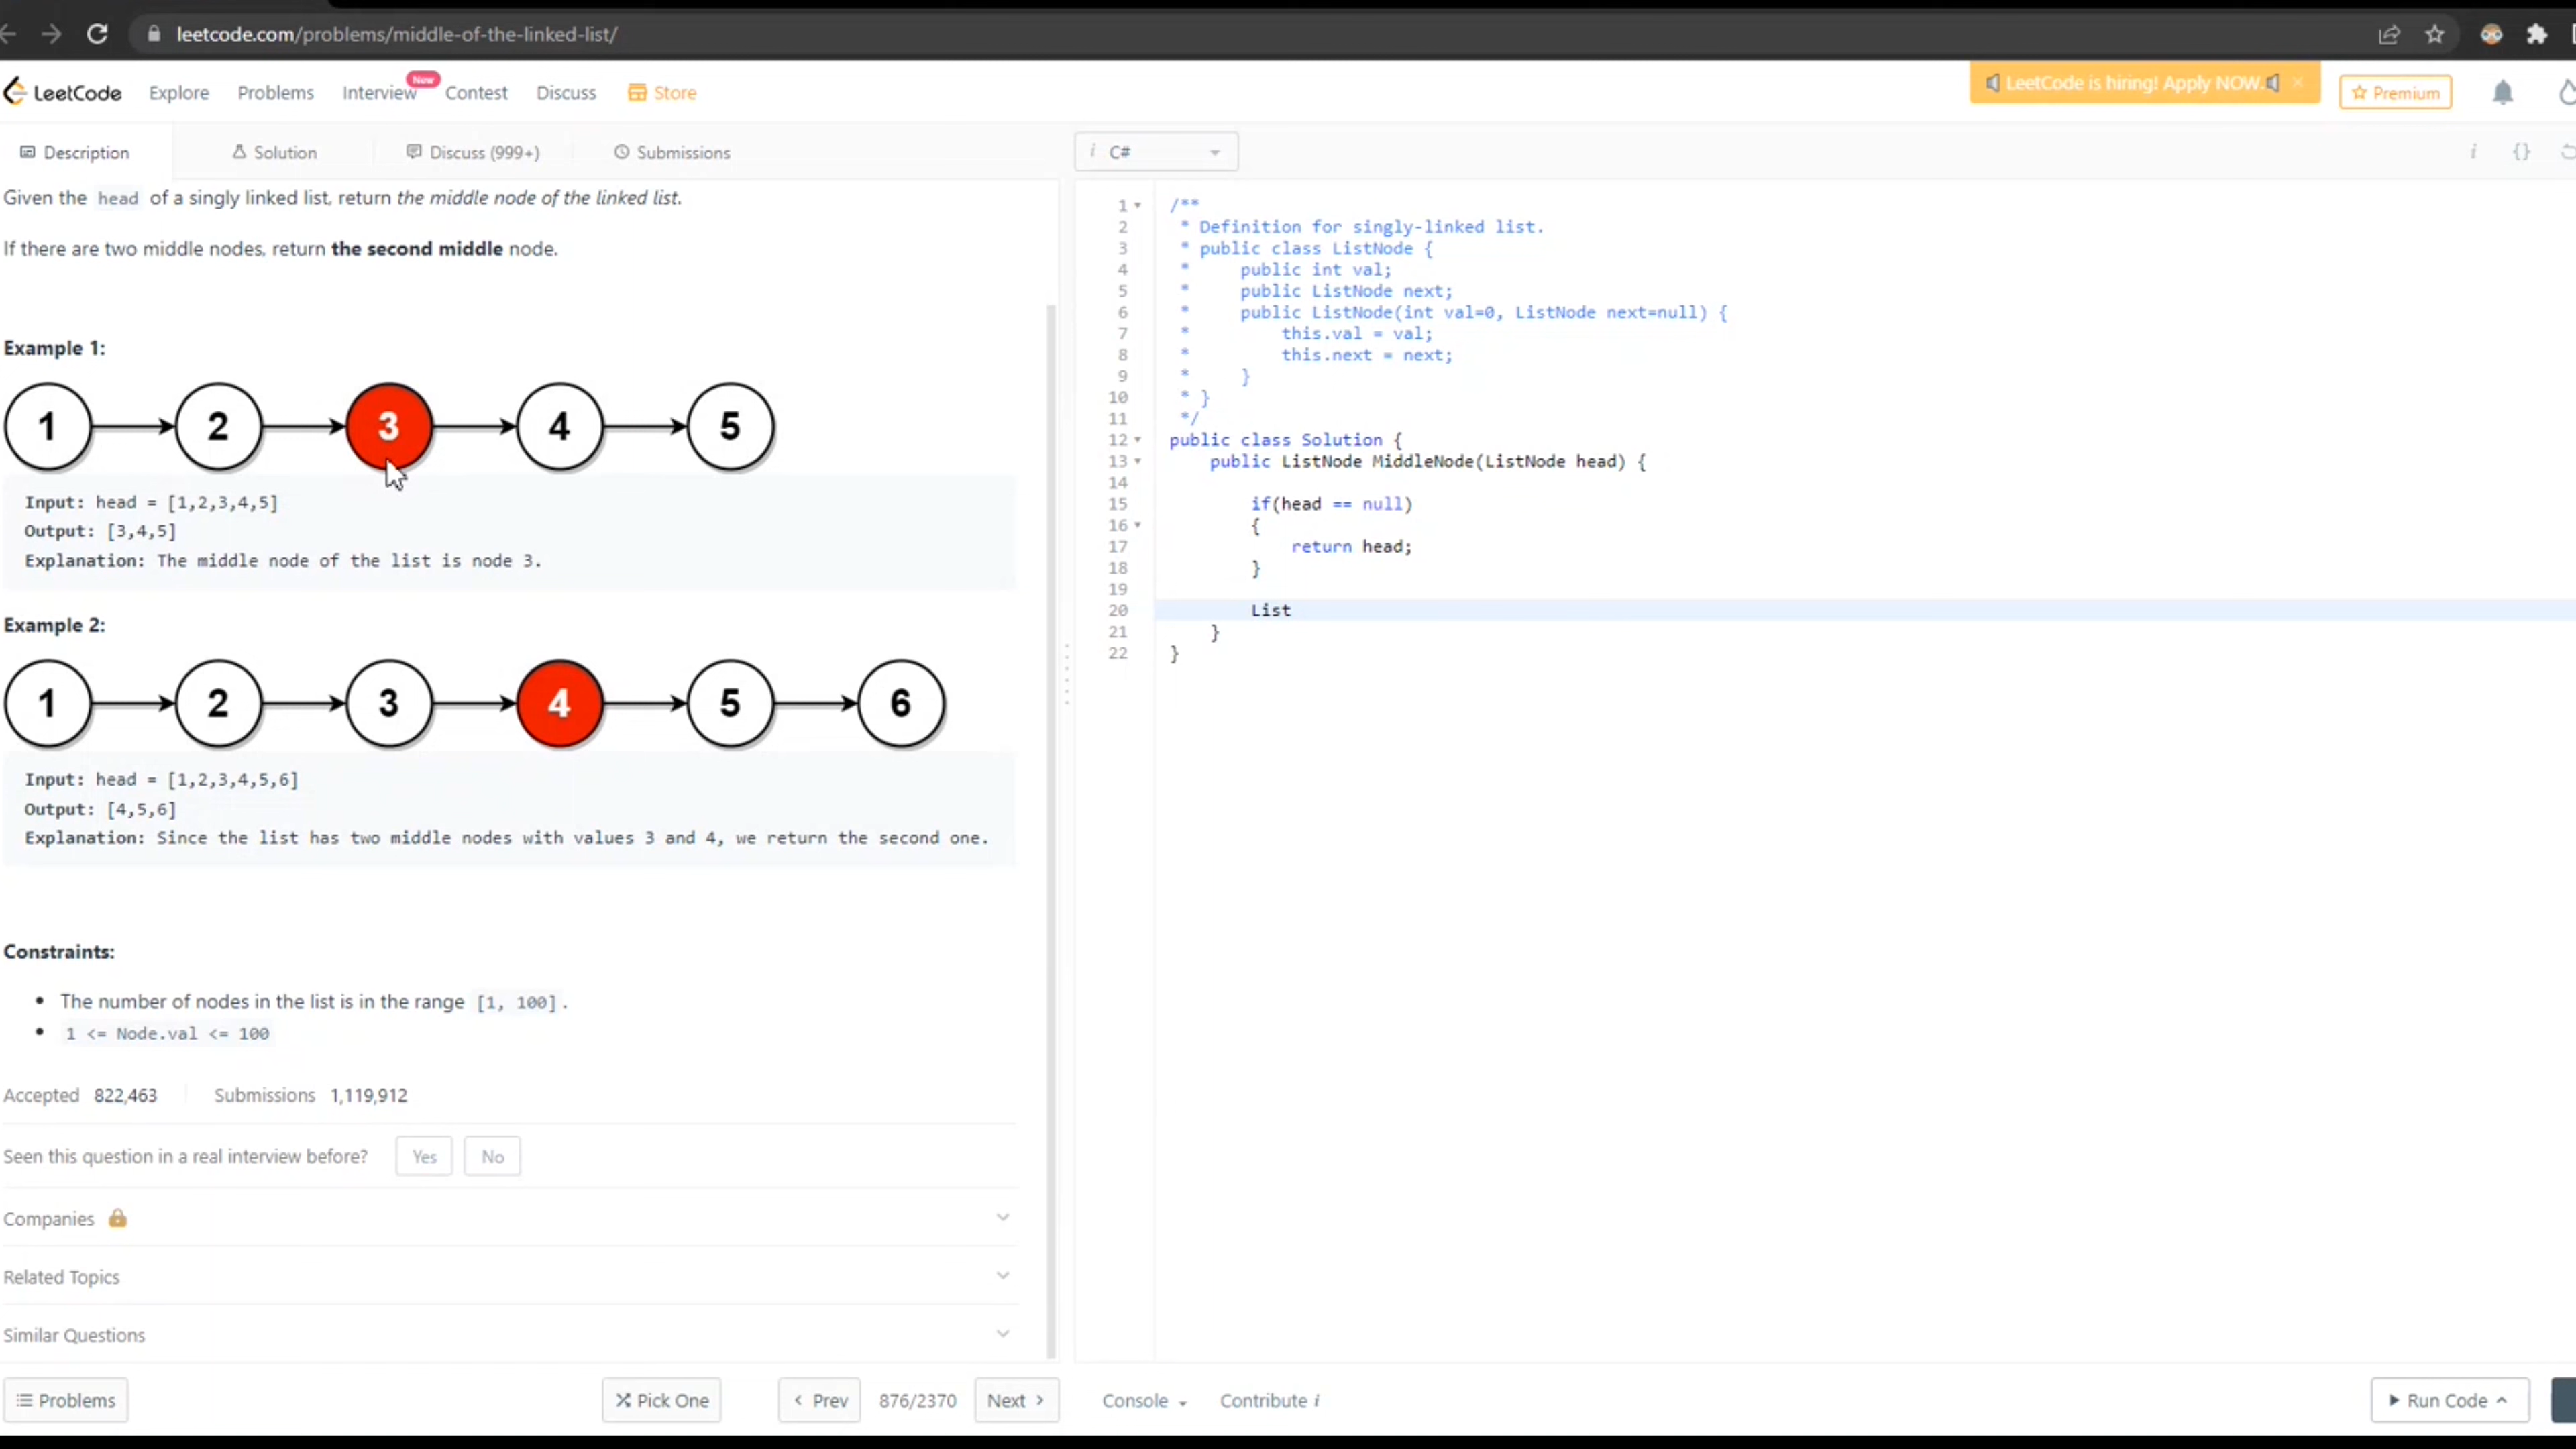 leetcode.com/problems/middle-of-the-linked-list/
LeetCode Explore Problems Interview New Contest Discuss Store LeetCode is hiring! Apply NOW. Premium
Description Solution Discuss (999+) Submissions i C# i {}
Given the head of a singly linked list, return the middle node of the linked list.
If there are two middle nodes, return the second middle node.
Example 1:
1 2 3 4 5
Input: head = [1,2,3,4,5]
Output: [3,4,5]
Explanation: The middle node of the list is node 3.
Example 2:
1 2 3 4 5 6
Input: head = [1,2,3,4,5,6]
Output: [4,5,6]
Explanation: Since the list has two middle nodes with values 3 and 4, we return the second one.
Constraints:
• The number of nodes in the list is in the range [1, 100].
• 1 <= Node.val <= 100
Accepted 822,463 Submissions 1,119,912
Seen this question in a real interview before? Yes No
Companies
Related Topics
Similar Questions
Problems Pick One Prev 876/2370 Next
1 /**
2 * Definition for singly-linked list.
3 * public class ListNode {
4 * public int val;
5 * public ListNode next;
6 * public ListNode(int val=0, ListNode next=null) {
7 * this.val = val;
8 * this.next = next;
9 * }
10 * }
11 */
12 public class Solution {
13 public ListNode MiddleNode(ListNode head) {
14
15 if(head == null)
16 {
17 return head;
18 }
19
20 List
21 }
22 }
Console Contribute i Run Code